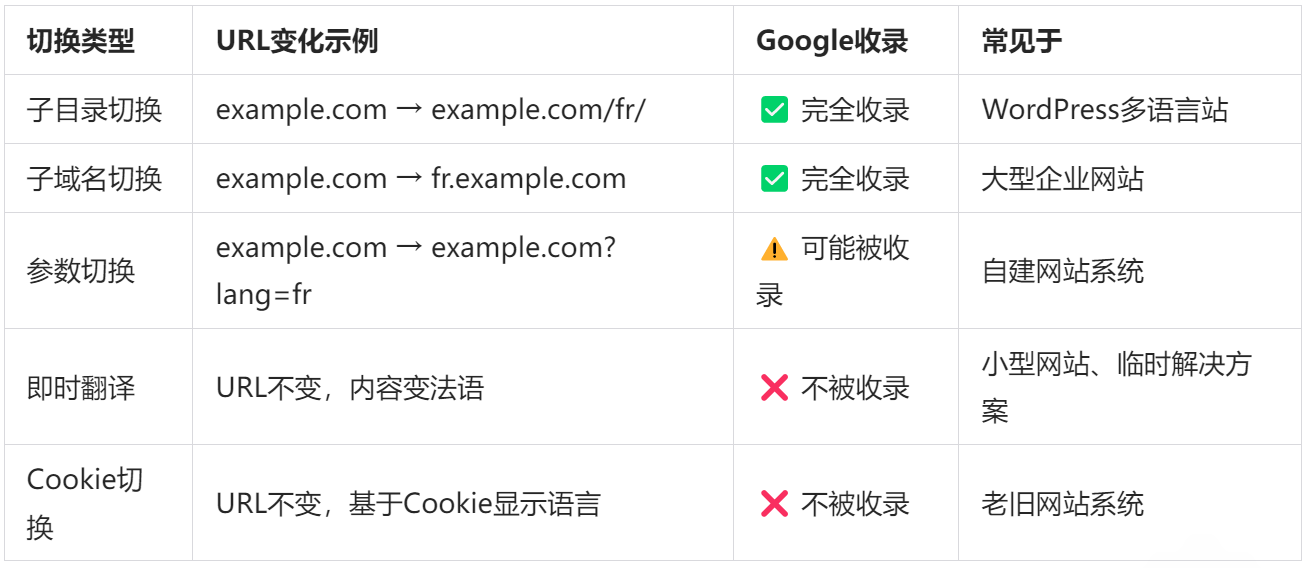 切换类型 URL变化示例 Google收录 常见于
子目录切换 example.com → example.com/fr/ ✅ 完全收录 WordPress多语言站
子域名切换 example.com → fr.example.com ✅ 完全收录 大型企业网站
参数切换 example.com → example.com?
lang=fr ⚠️ 可能被收
录 自建网站系统
即时翻译 URL不变，内容变法语 ❌ 不被收录 小型网站、临时解决方
案
Cookie切
换 URL不变，基于Cookie显示语言 ❌ 不被收录 老旧网站系统